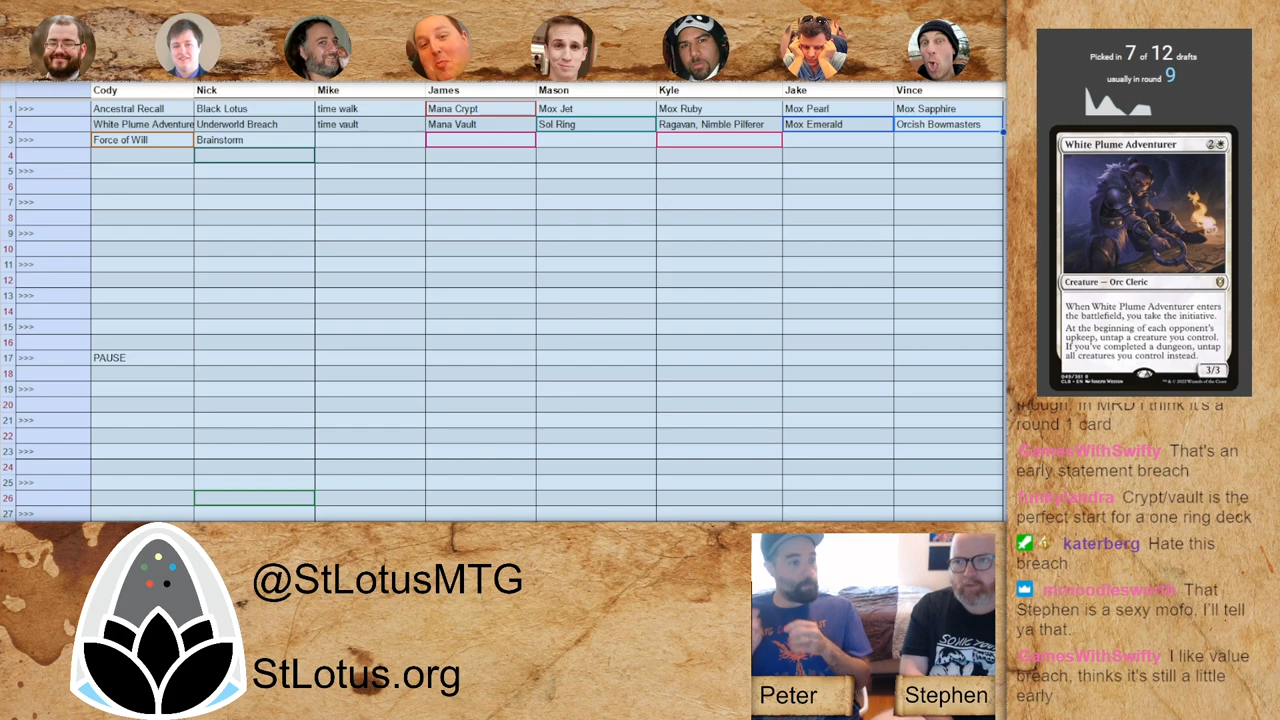 Cody Nick Mike James Mason Kyle Jake Vince
1 >>> Ancestral Recall Black Lotus time walk Mana Crypt Mox Jet Mox Ruby Mox Pearl Mox Sapphire
2 White Plume Adventure Underworld Breach time vault Mana Vault Sol Ring Ragavan, Nimble Pilferer Mox Emerald Orcish Bowmasters
3 >>> Force of Will Brainstorm
4
5 >>>
6
7 >>>
8
9 >>>
10
11 >>>
12
13 >>>
14
15 >>>
16
17 >>> PAUSE
18
19 >>>
20
21 >>>
22
23 >>>
24
25 >>>
26
27 >>>
Picked in 7 of 12 drafts
usually in round 9
White Plume Adventurer 2
Creature — Orc Cleric
When White Plume Adventurer enters
the battlefield, you take the initiative.
At the beginning of each opponent's
upkeep, untap a creature you control.
If you've completed a dungeon, untap
all creatures you control instead.
3/3
though, in MRD I think it's a
round 1 card
GamesWithSwifty That's an
early statement breach
funkylandra Crypt/vault is the
perfect start for a one ring deck
katerberg Hate this
breach
That
Stephen is a sexy mofo, I'll tell
ya that.
GamesWithSwifty I like value
breach, thinks it's still a little
early
@StLotusMTG
StLotus.org
Peter
Stephen